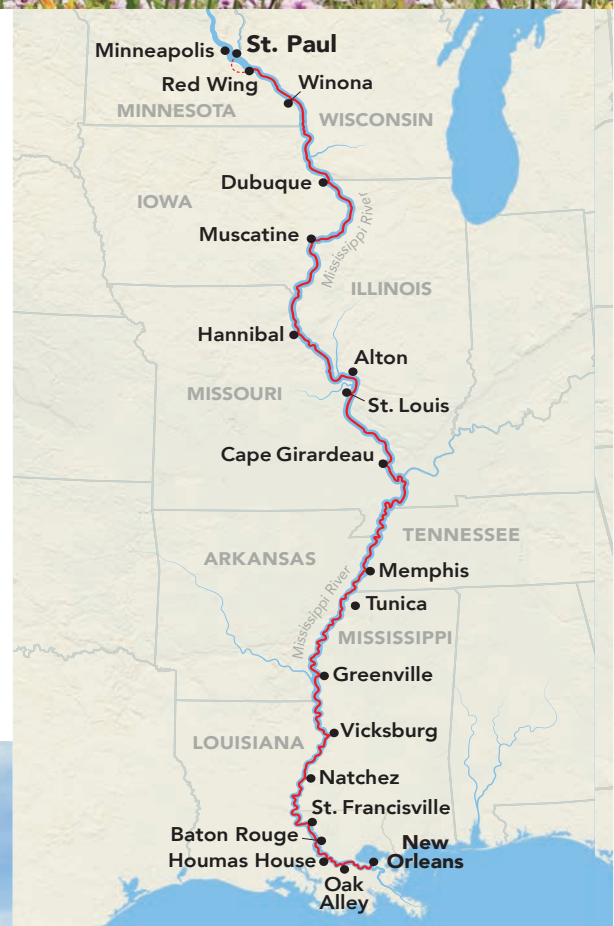 Minneapolis
St. Paul
Red Wing
Winona
MINNESOTA
WISCONSIN
Dubuque
IOWA
Mississippi River
Muscatine
ILLINOIS
Hannibal
Alton
MISSOURI
St. Louis
Cape Girardeau
TENNESSEE
ARKANSAS
Memphis
Mississippi River
Tunica
MISSISSIPPI
Greenville
Vicksburg
LOUISIANA
Natchez
St. Francisville
Baton Rouge
New
Orleans
Houmas House
Oak
Alley